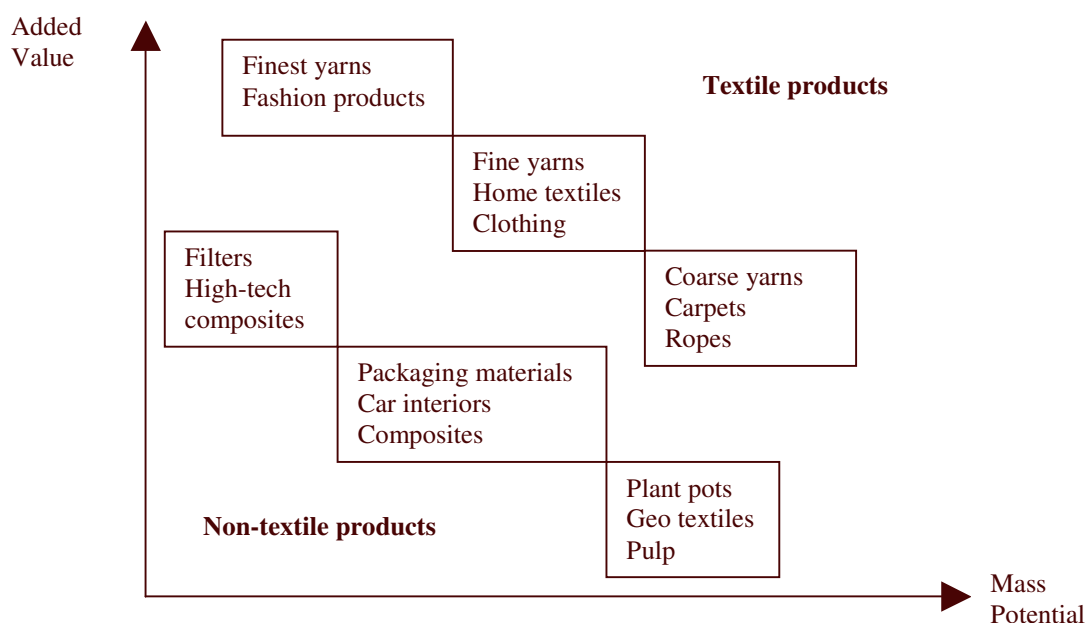 Added
Value
Finest yarns
Fashion products
Textile products
Fine yarns
Home textiles
Clothing
Filters
High-tech
composites
Coarse yarns
Carpets
Ropes
Packaging materials
Car interiors
Composites
Non-textile products
Plant pots
Geo textiles
Pulp
Mass
Potential